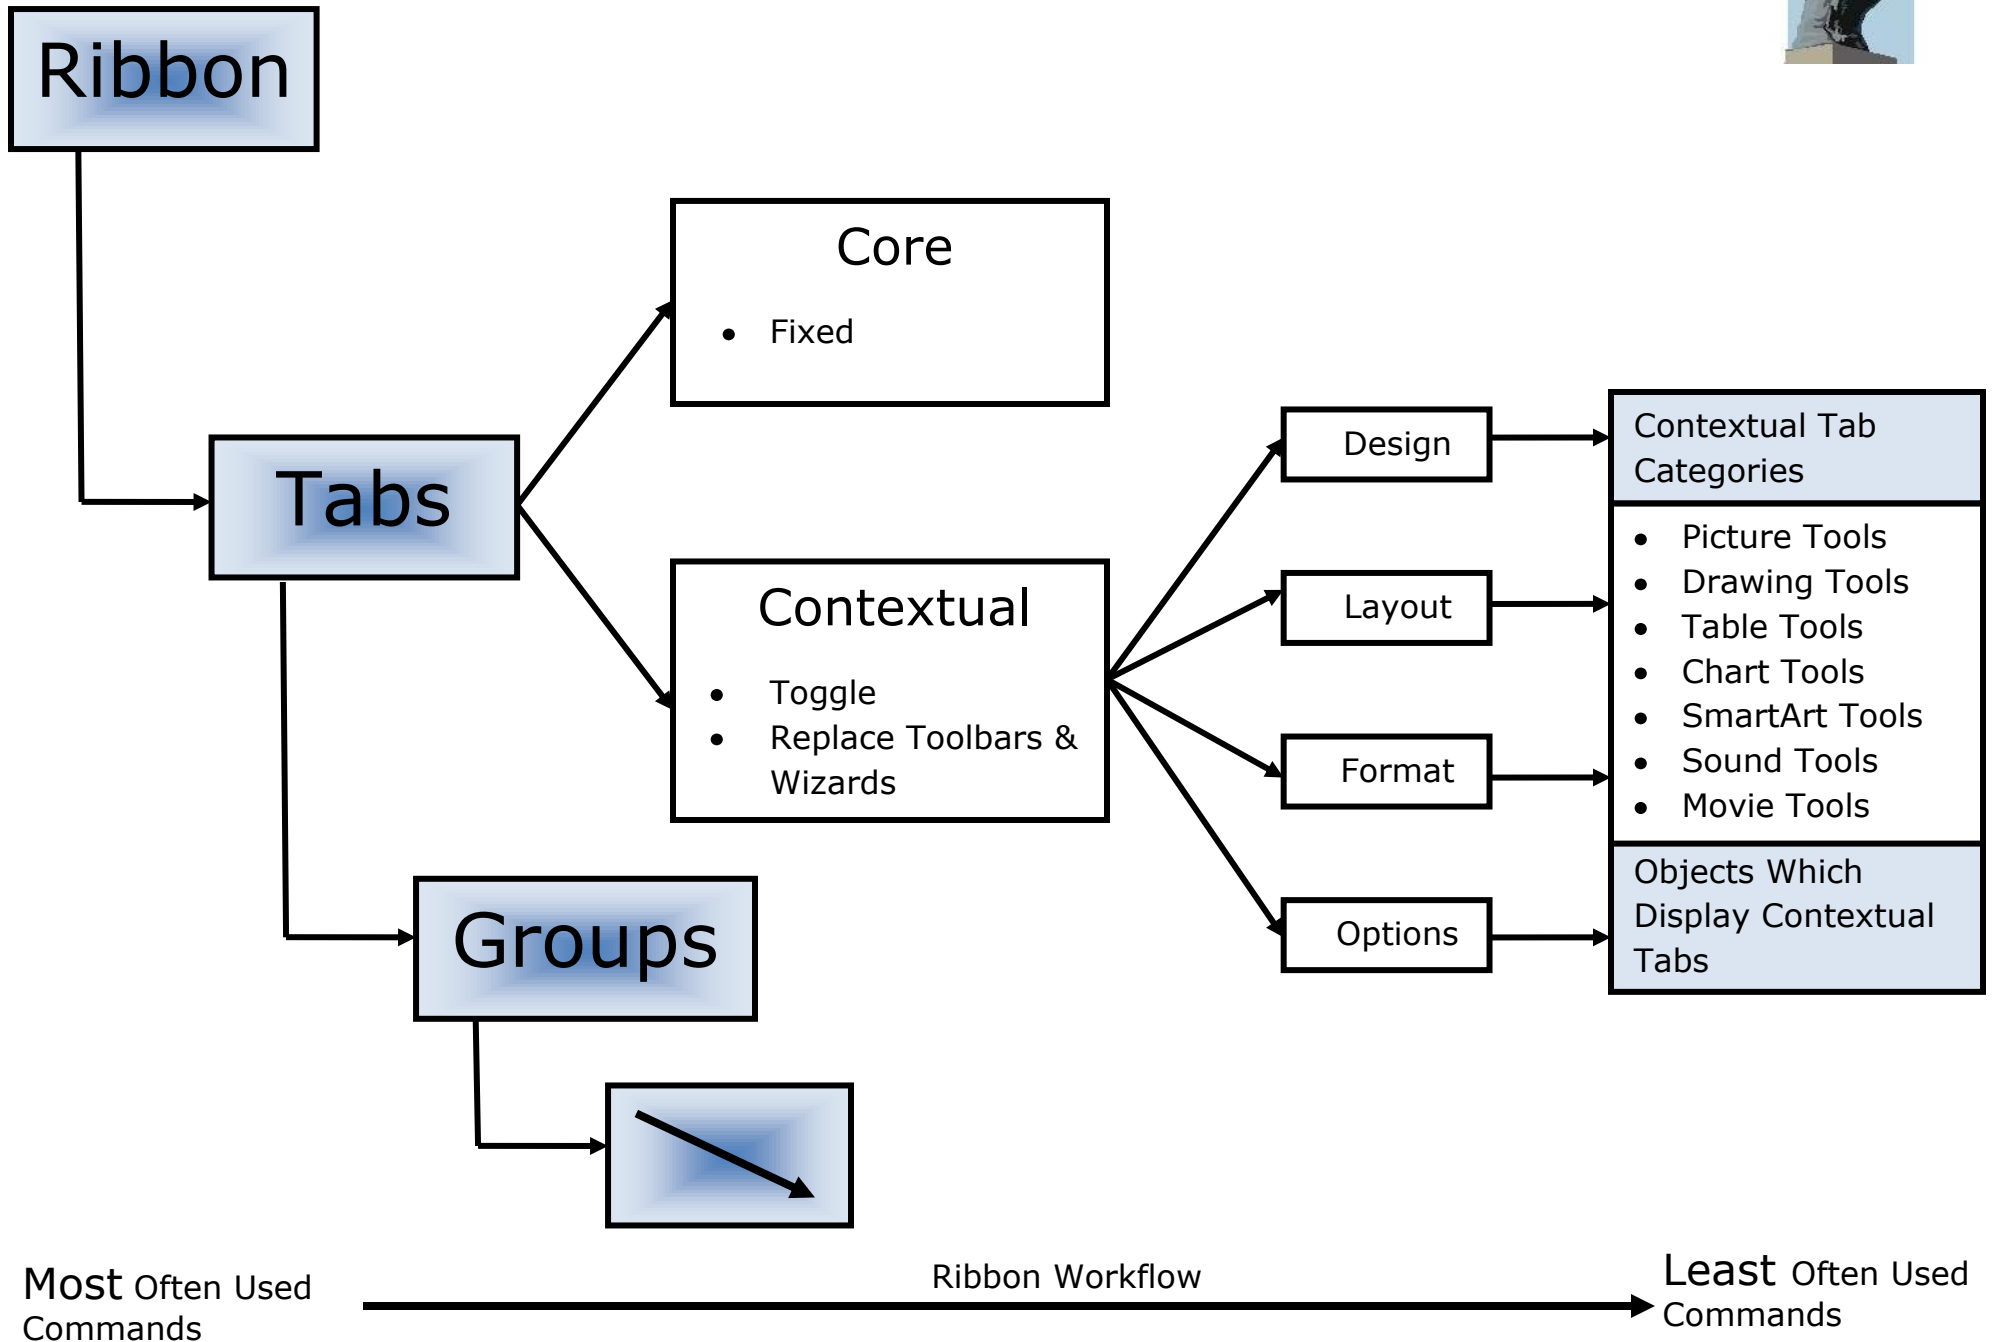 Ribbon
Core
• Fixed
Tabs
Contextual
• Toggle
• Replace Toolbars &
Wizards
Design
Layout
Format
Options
Contextual Tab
Categories
• Picture Tools
• Drawing Tools
• Table Tools
• Chart Tools
• SmartArt Tools
• Sound Tools
• Movie Tools
Objects Which
Display Contextual
Tabs
Groups
Most Often Used
Commands
Ribbon Workflow
Least Often Used
Commands